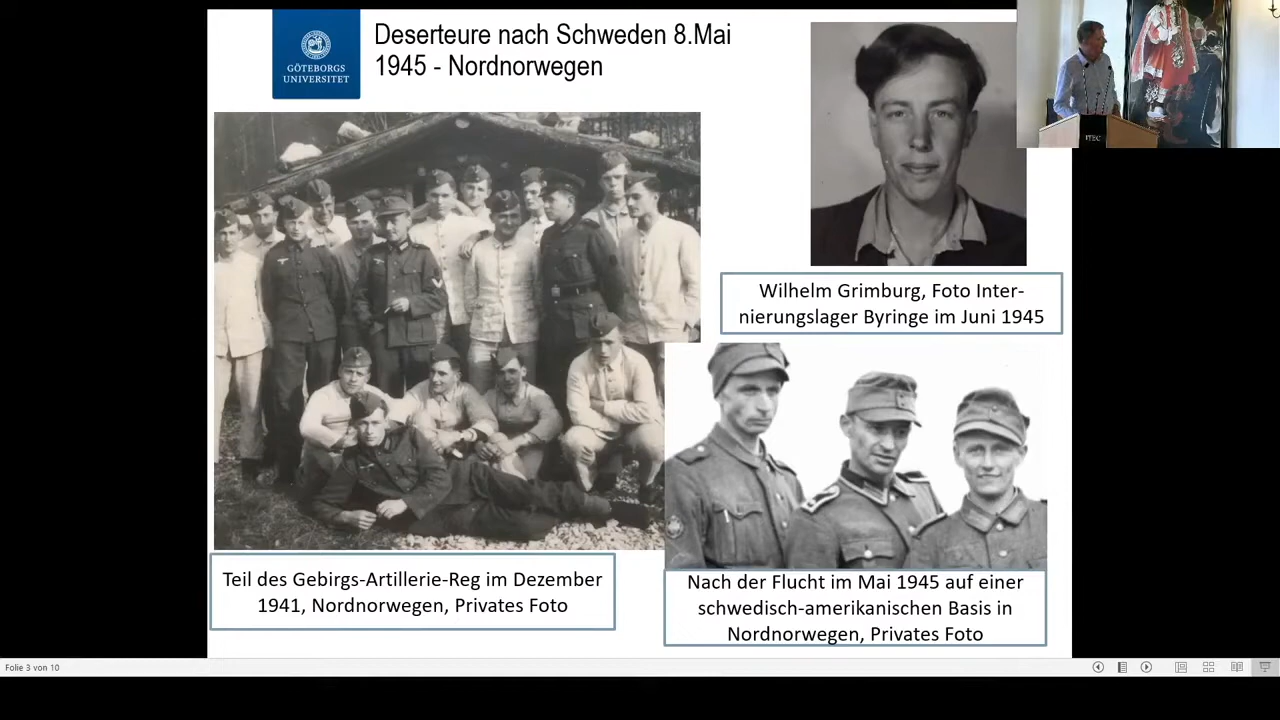 GÖTEBORGS
UNIVERSITET
Deserteure nach Schweden 8.Mai
1945 - Nordnorwegen
Wilhelm Grimburg, Foto Inter-
nierungslager Byringe im Juni 1945
Teil des Gebirgs-Artillerie-Reg im Dezember
1941, Nordnorwegen, Privates Foto
Nach der Flucht im Mai 1945 auf einer
schwedisch-amerikanischen Basis in
Nordnorwegen, Privates Foto
Folie 3 von 10